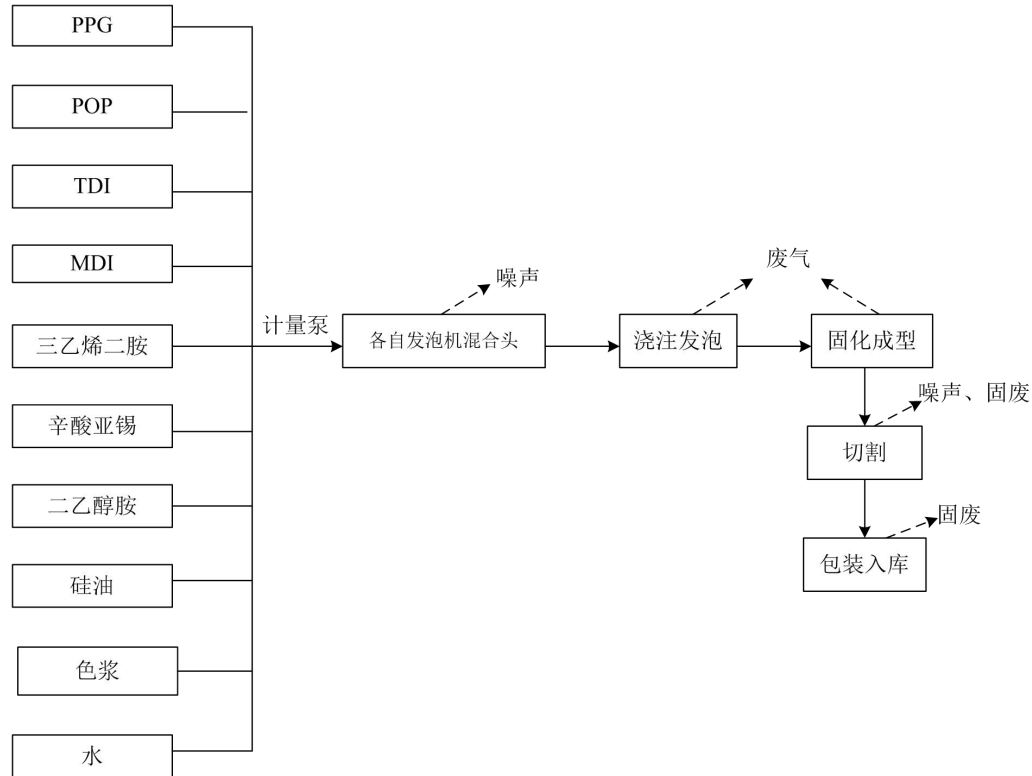 PPG
POP
TDI
MDI
三乙烯二胺
辛酸亚锡
二乙醇胺
硅油
色浆
水
计量泵
各自发泡机混合头
噪声
浇注发泡
废气
固化成型
噪声、固废
切割
固废
包装入库